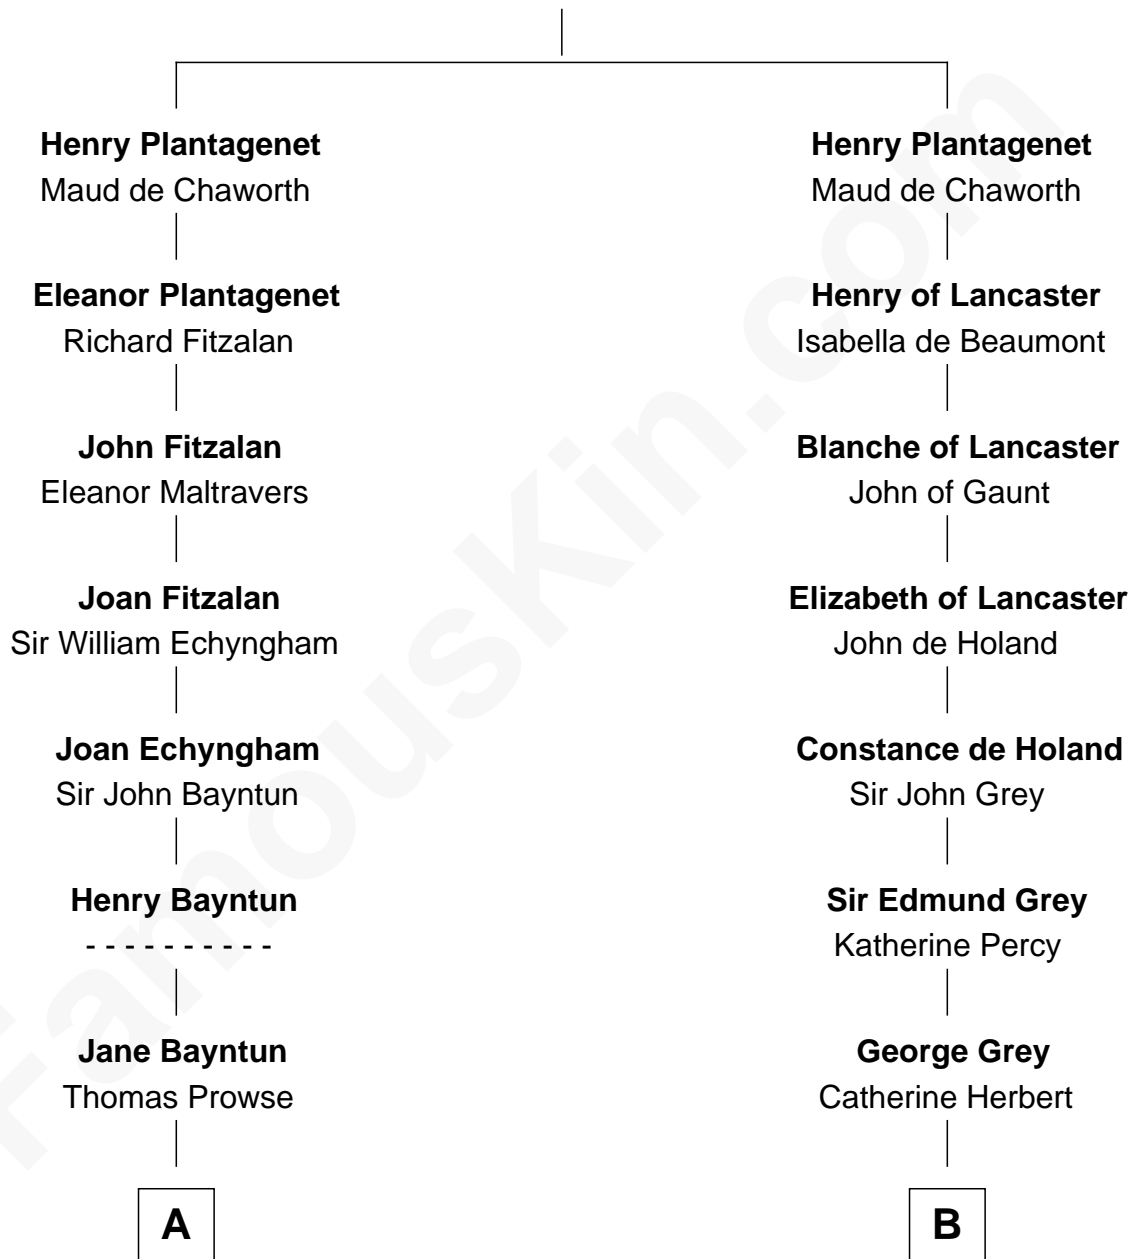 Henry Plantagenet
Maud de Chaworth
Eleanor Plantagenet
Richard Fitzalan
John Fitzalan
Eleanor Maltravers
Joan Fitzalan
Sir William Echyngham
Joan Echyngham
Sir John Bayntun
Henry Bayntun
- - - - - - - - - -
Jane Bayntun
Thomas Prowse
A
Henry Plantagenet
Maud de Chaworth
Henry of Lancaster
Isabella de Beaumont
Blanche of Lancaster
John of Gaunt
Elizabeth of Lancaster
John de Holand
Constance de Holand
Sir John Grey
Sir Edmund Grey
Katherine Percy
George Grey
Catherine Herbert
B
FamousKin.com